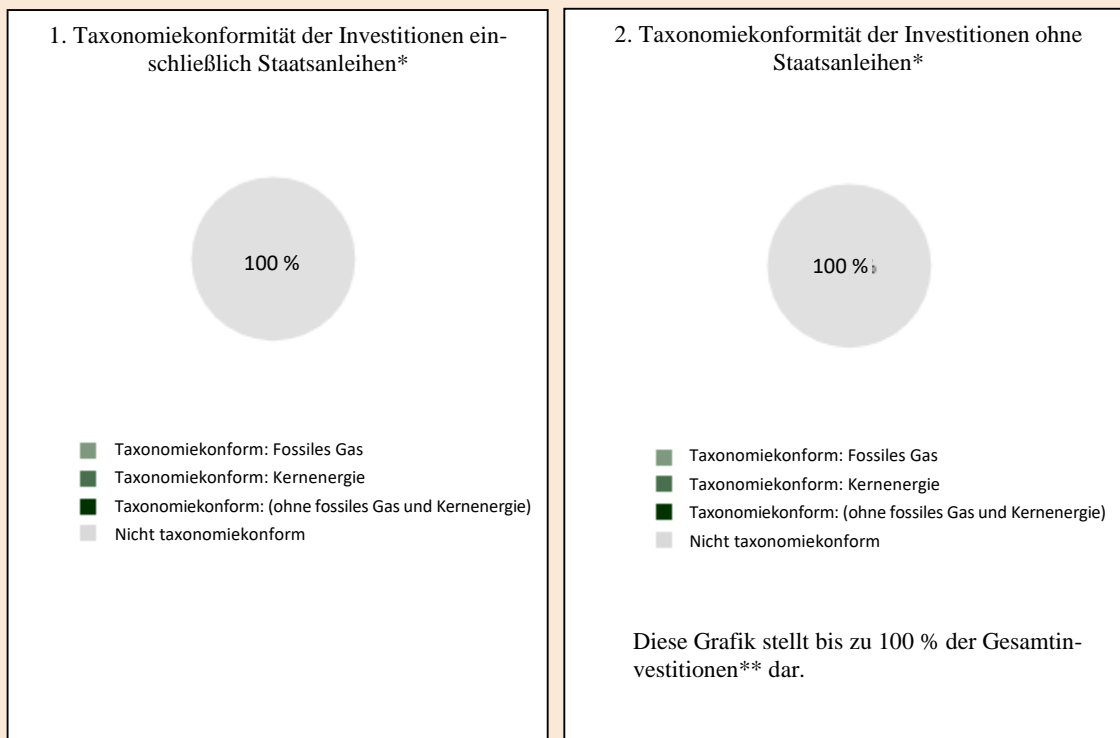 1. Taxonomiekonformität der Investitionen ein-
schließlich Staatsanleihen*
100 %
Taxonomiekonform: Fossiles Gas
Taxonomiekonform: Kernenergie
Taxonomiekonform: (ohne fossiles Gas und Kernenergie)
Nicht taxonomiekonform
2. Taxonomiekonformität der Investitionen ohne
Staatsanleihen*
100 %
Taxonomiekonform: Fossiles Gas
Taxonomiekonform: Kernenergie
Taxonomiekonform: (ohne fossiles Gas und Kernenergie)
Nicht taxonomiekonform
Diese Grafik stellt bis zu 100 % der Gesamtin-
vestitionen** dar.